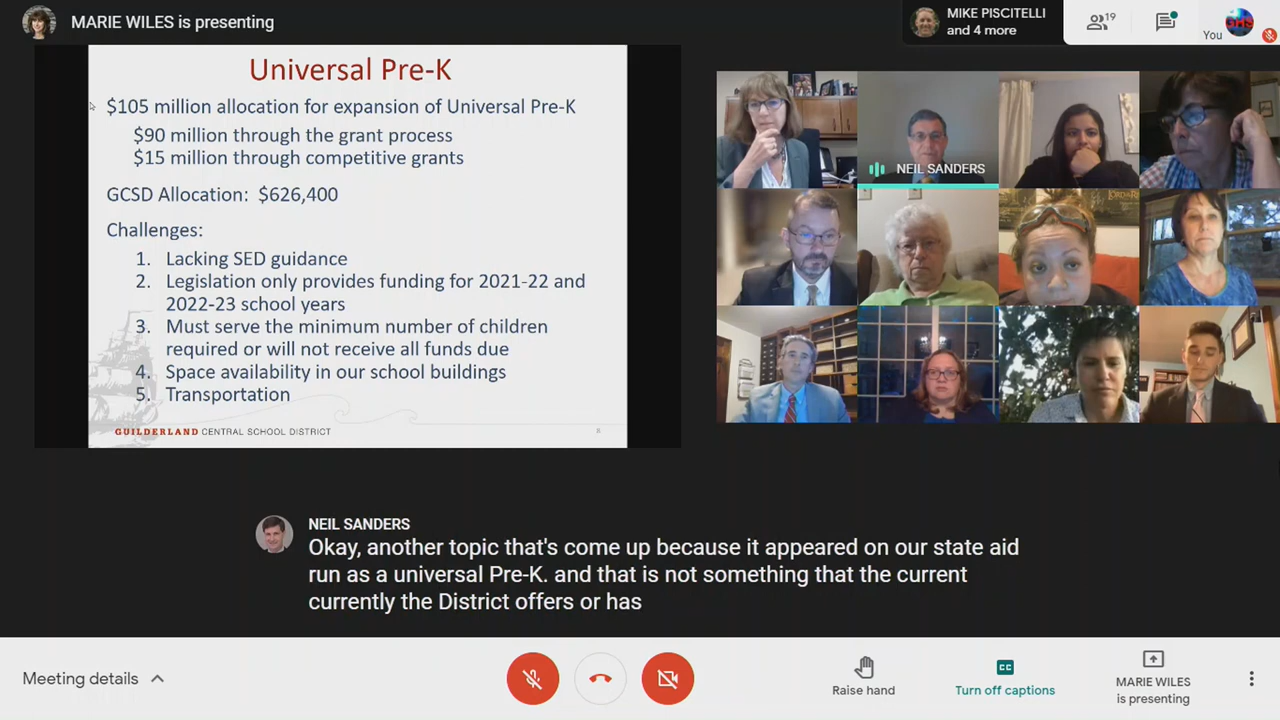 MARIE WILES is presenting
MIKE PISCITELLI
and 4 more
19
You
GHS
Universal Pre-K
$105 million allocation for expansion of Universal Pre-K
$90 million through the grant process
$15 million through competitive grants
GCSD Allocation: $626,400
Challenges:
1. Lacking SED guidance
2. Legislation only provides funding for 2021-22 and
2022-23 school years
3. Must serve the minimum number of children
required or will not receive all funds due
4. Space availability in our school buildings
5. Transportation
GUILDERLAND CENTRAL SCHOOL DISTRICT
8
NEIL SANDERS
NEIL SANDERS
Okay, another topic that's come up because it appeared on our state aid
run as a universal Pre-K. and that is not something that the current
currently the District offers or has
Meeting details
Raise hand
CC
Turn off captions
MARIE WILES
is presenting